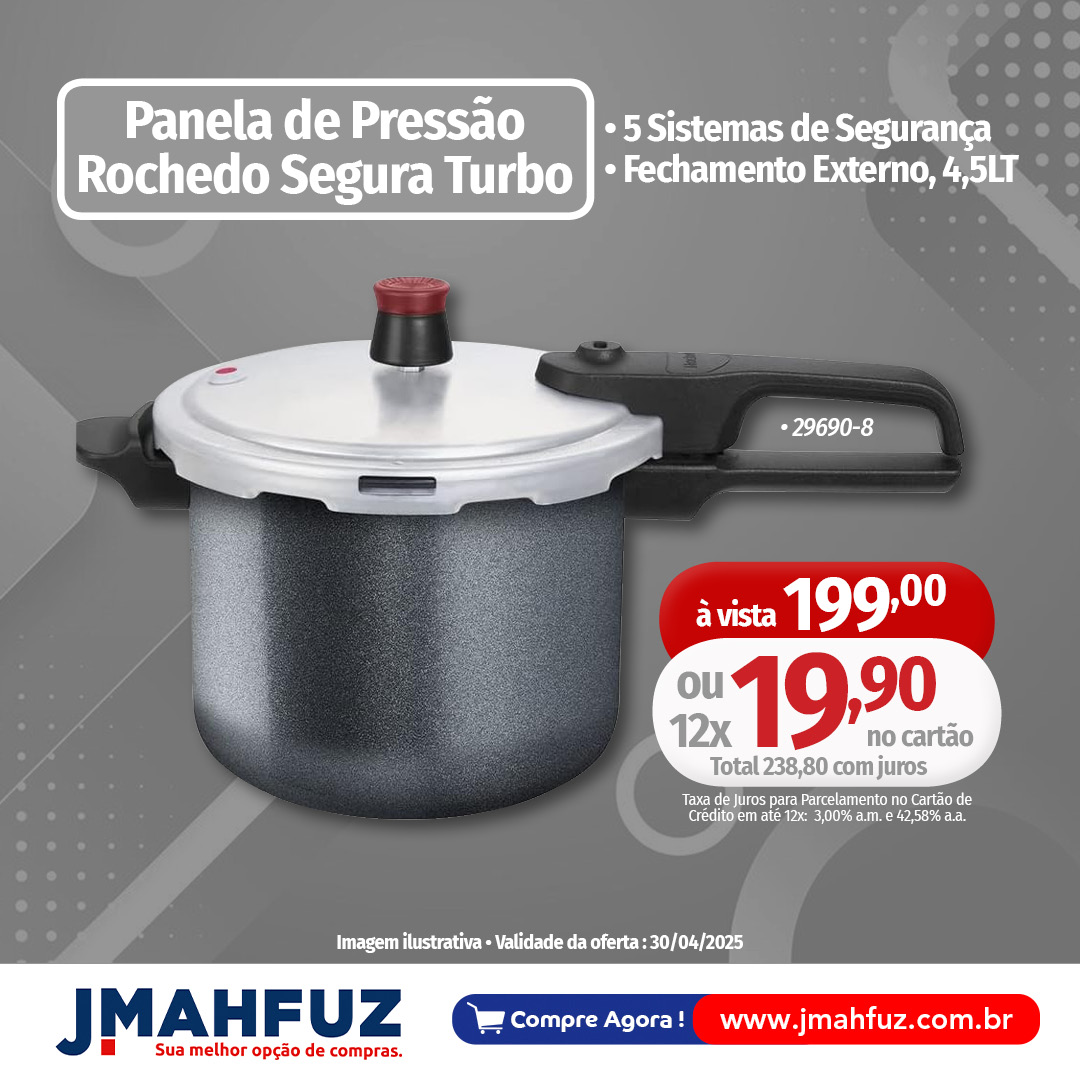 Panela de Pressão
Rochedo Segura Turbo
• 5 Sistemas de Segurança
• Fechamento Externo, 4,5LT
• 29690-8
à vista 199,00
ou
12x 19,90
no cartão
Total 238,80 com juros
Taxa de Juros para Parcelamento no Cartão de
Crédito em até 12x: 3,00% a.m. e 42,58% a.a.
Imagem ilustrativa • Validade da oferta : 30/04/2025
JMAHFUZ
Sua melhor opção de compras.
Compre Agora !
www.jmahfuz.com.br